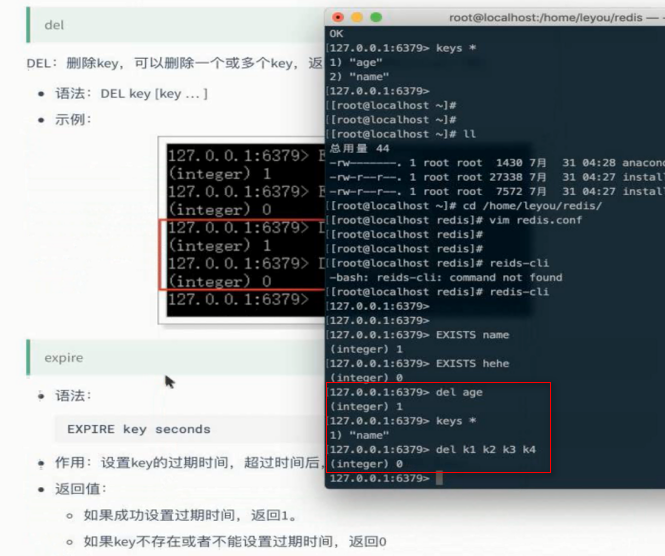 del
DEL：删除key，可以删除一个或多个key，返
语法：DEL key [key … ]
示例：
127.0.0.1:6379>
(integer) 1
127.0.0.1:6379>
(integer) 0
127.0.0.1:6379>
(integer) 1
127.0.0.1:6379>
(integer) 0
127.0.0.1:6379>
expire
语法：
EXPIRE key seconds
作用：设置key的过期时间，超过时间后，
返回值：
如果成功设置过期时间，返回1。
如果key不存在或者不能设置过期时间，返回0
root@localhost:/home/leyou/redis —
OK
[127.0.0.1:6379> keys *
1) "age"
2) "name"
[127.0.0.1:6379>
[[root@localhost ~]#
[[root@localhost ~]#
[[root@localhost ~]# ll
总用量 44
-rw-------. 1 root root  1430 7月  31 04:28 anacond
-rw-r--r--. 1 root root 27338 7月  31 04:27 instal
-rw-r--r--. 1 root root  7572 7月  31 04:27 instal
[[root@localhost ~]# cd /home/leyou/redis/
[[root@localhost redis]# vim redis.conf
[[root@localhost redis]#
[[root@localhost redis]#
[[root@localhost redis]# reids-cli
-bash: reids-cli: command not found
[[root@localhost redis]# redis-cli
[127.0.0.1:6379>
[127.0.0.1:6379>
[127.0.0.1:6379> EXISTS name
(integer) 1
[127.0.0.1:6379> EXISTS hehe
(integer) 0
[127.0.0.1:6379> del age
(integer) 1
[127.0.0.1:6379> keys *
1) "name"
[127.0.0.1:6379> del k1 k2 k3 k4
(integer) 0
127.0.0.1:6379>